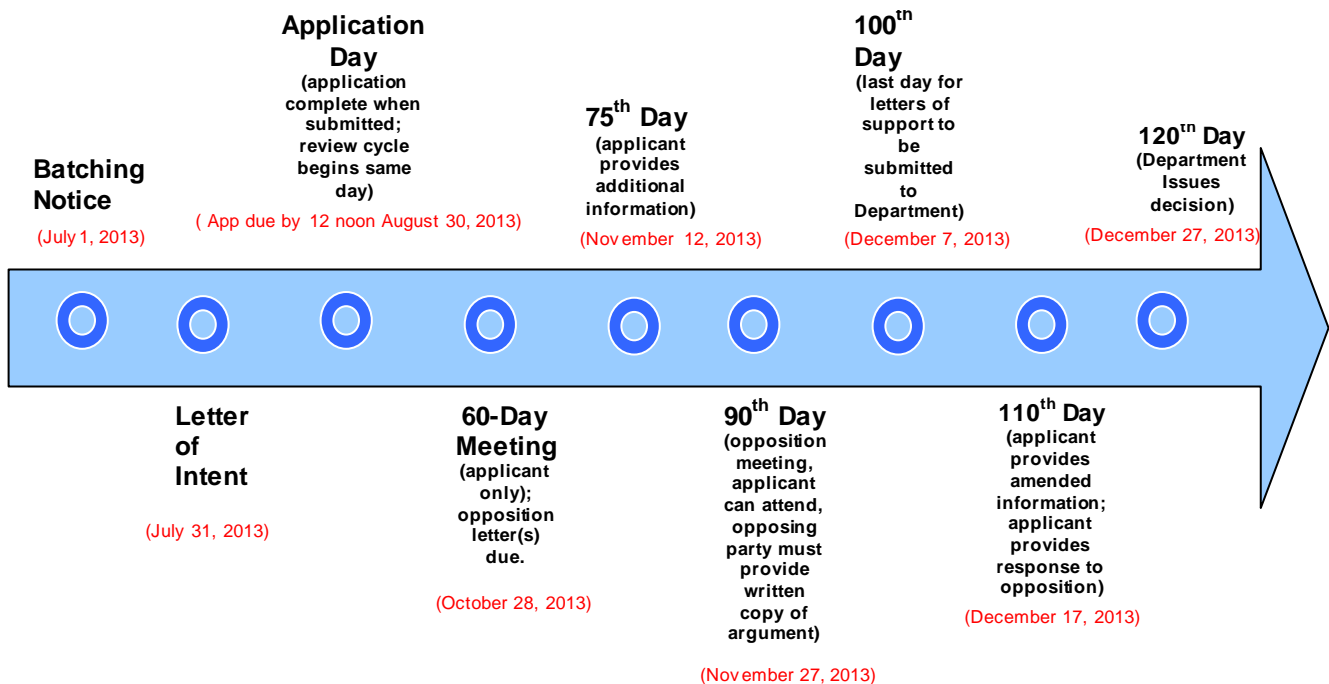 Batching
Notice
(July 1, 2013)
Letter
of
Intent
(July 31, 2013)
Application
Day
(application
complete when
submitted;
review cycle
begins same
day)
( App due by 12 noon August 30, 2013)
60-Day
Meeting
(applicant
only);
opposition
letter(s)
due.
(October 28, 2013)
75th Day
(applicant
provides
additional
information)
(November 12, 2013)
90th Day
(opposition
meeting,
applicant
can attend,
opposing
party must
provide
written
copy of
argument)
(November 27, 2013)
100th
Day
(last day for
letters of
support to
be
submitted
to
Department)
(December 7, 2013)
110th Day
(applicant
provides
amended
information;
applicant
provides
response to
opposition)
(December 17, 2013)
120th Day
(Department
Issues
decision)
(December 27, 2013)